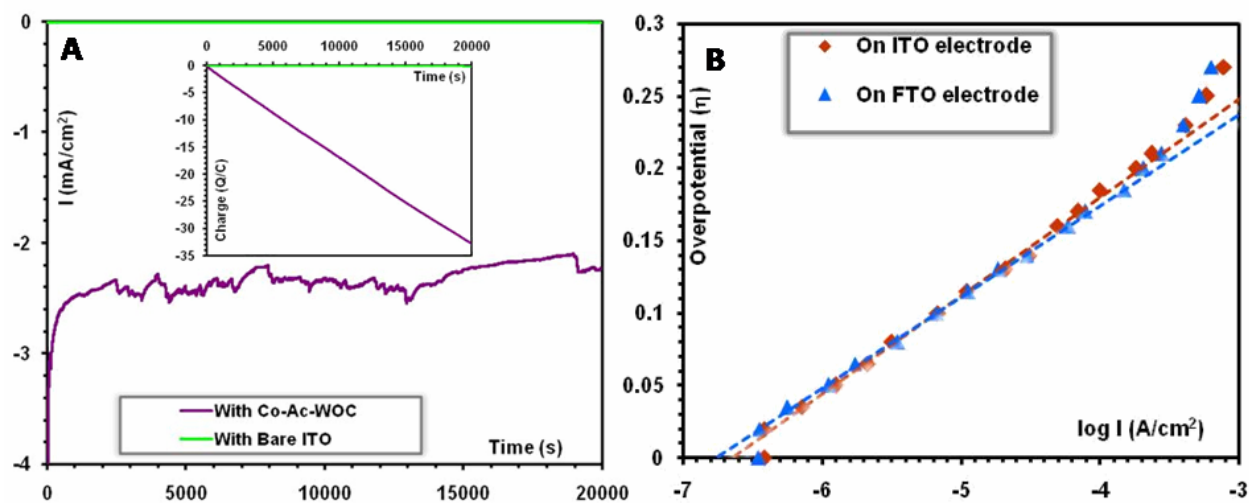 A
0
-1
-2
-3
-4
I (mA/cm²)
0 5000 10000 15000 20000
Time (s)
With Co-Ac-WOC
With Bare ITO
0 5000 10000 15000 20000
Time (s)
0
-5
-10
-15
-20
-25
-30
-35
Charge (Q/C)
B
0.3
0.25
0.2
0.15
0.1
0.05
0
Overpotential (η)
On ITO electrode
On FTO electrode
log I (A/cm²)
-7 -6 -5 -4 -3